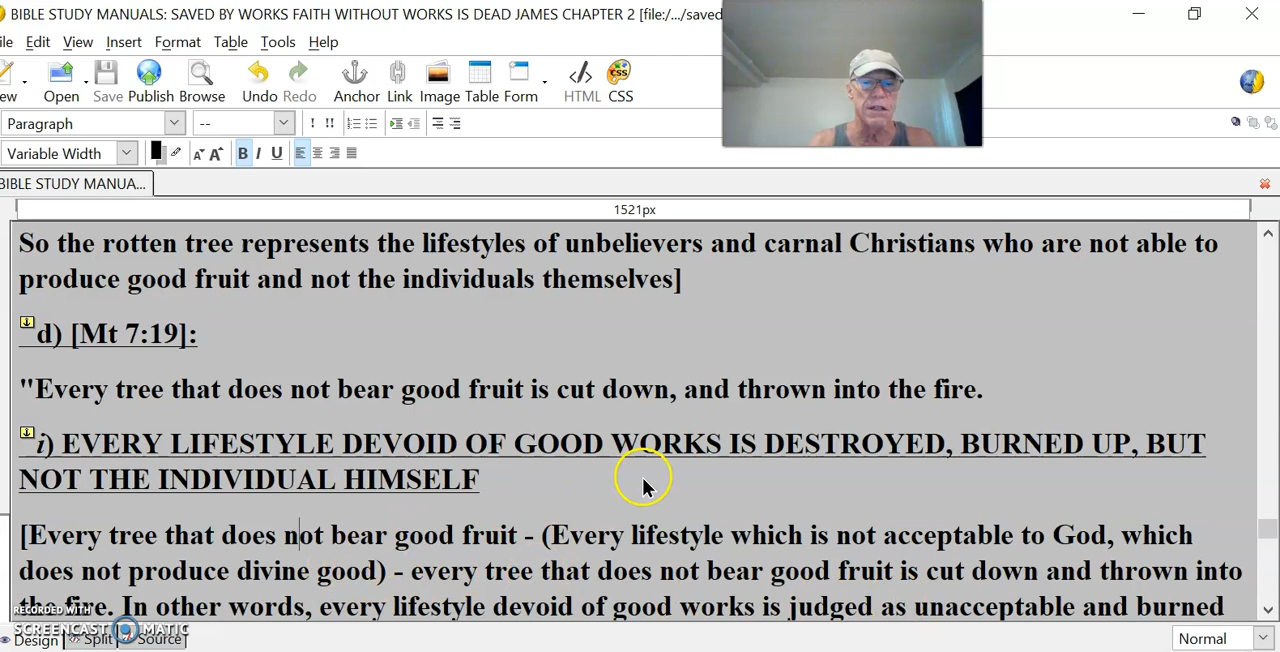 BIBLE STUDY MANUALS: SAVED BY WORKS FAITH WITHOUT WORKS IS DEAD JAMES CHAPTER 2 [file:/.../saved
ile Edit View Insert Format Table Tools Help
ew Open Save Publish Browse Undo Redo Anchor Link Image Table Form HTML CSS
Paragraph -- ! !!
Variable Width A A B I U
BIBLE STUDY MANUA...
1521px
So the rotten tree represents the lifestyles of unbelievers and carnal Christians who are not able to
produce good fruit and not the individuals themselves]
d) [Mt 7:19]:
"Every tree that does not bear good fruit is cut down, and thrown into the fire.
i) EVERY LIFESTYLE DEVOID OF GOOD WORKS IS DESTROYED, BURNED UP, BUT
NOT THE INDIVIDUAL HIMSELF
[Every tree that does not bear good fruit - (Every lifestyle which is not acceptable to God, which
does not produce divine good) - every tree that does not bear good fruit is cut down and thrown into
the fire. In other words, every lifestyle devoid of good works is judged as unacceptable and burned
RECORDED WITH
SCREENCAST MATIC
Design Split Source Normal